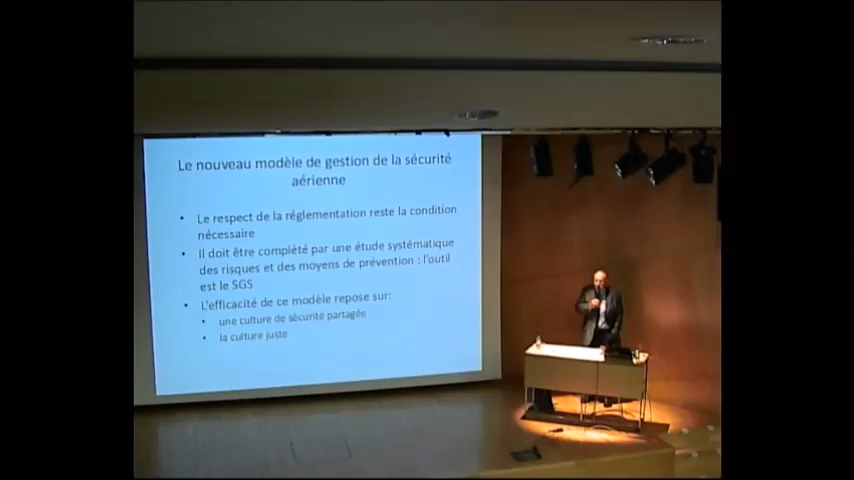 Le nouveau modèle de gestion de la sécurité
aérienne
• Le respect de la réglementation reste la condition
nécessaire
• Il doit être complété par une étude systématique
des risques et des moyens de prévention : l'outil
est le SGS
• L'efficacité de ce modèle repose sur:
• une culture de sécurité partagée
• la culture juste